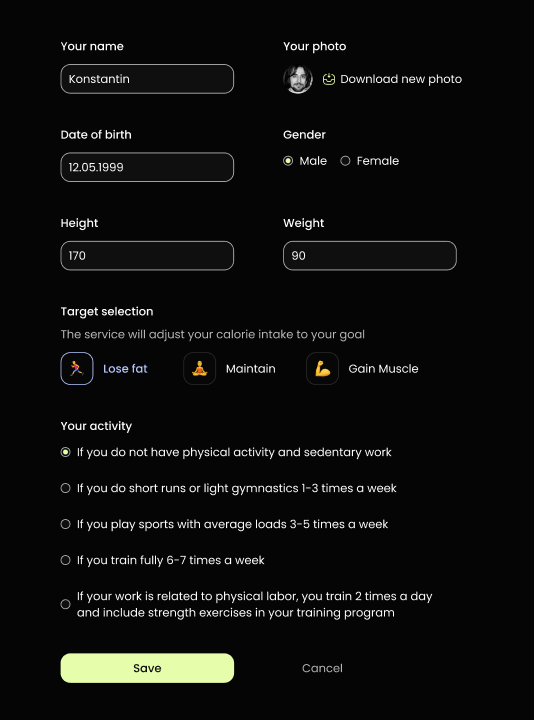 Your name
Your photo
Konstantin
Download new photo
Date of birth
Gender
12.05.1999
Male
Female
Height
Weight
170
90
Target selection
The service will adjust your calorie intake to your goal
Lose fat
Maintain
Gain Muscle
Your activity
If you do not have physical activity and sedentary work
If you do short runs or light gymnastics 1-3 times a week
If you play sports with average loads 3-5 times a week
If you train fully 6-7 times a week
If your work is related to physical labor, you train 2 times a day
and include strength exercises in your training program
Save
Cancel